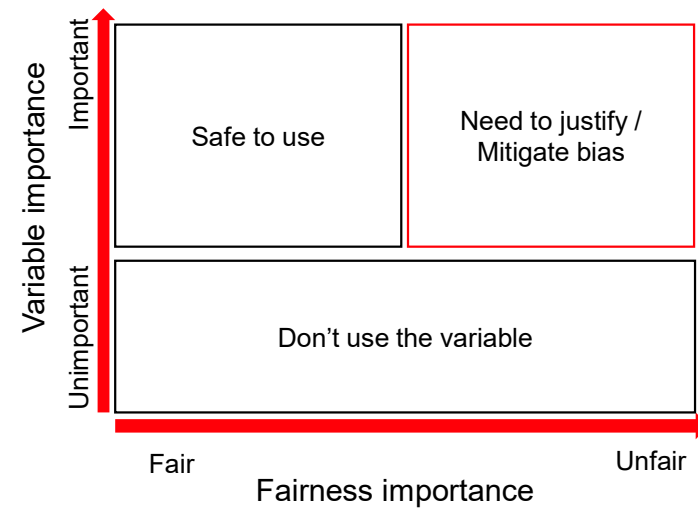 Variable importance
Important
Unimportant
Safe to use
Need to justify /
Mitigate bias
Don’t use the variable
Fair
Unfair
Fairness importance